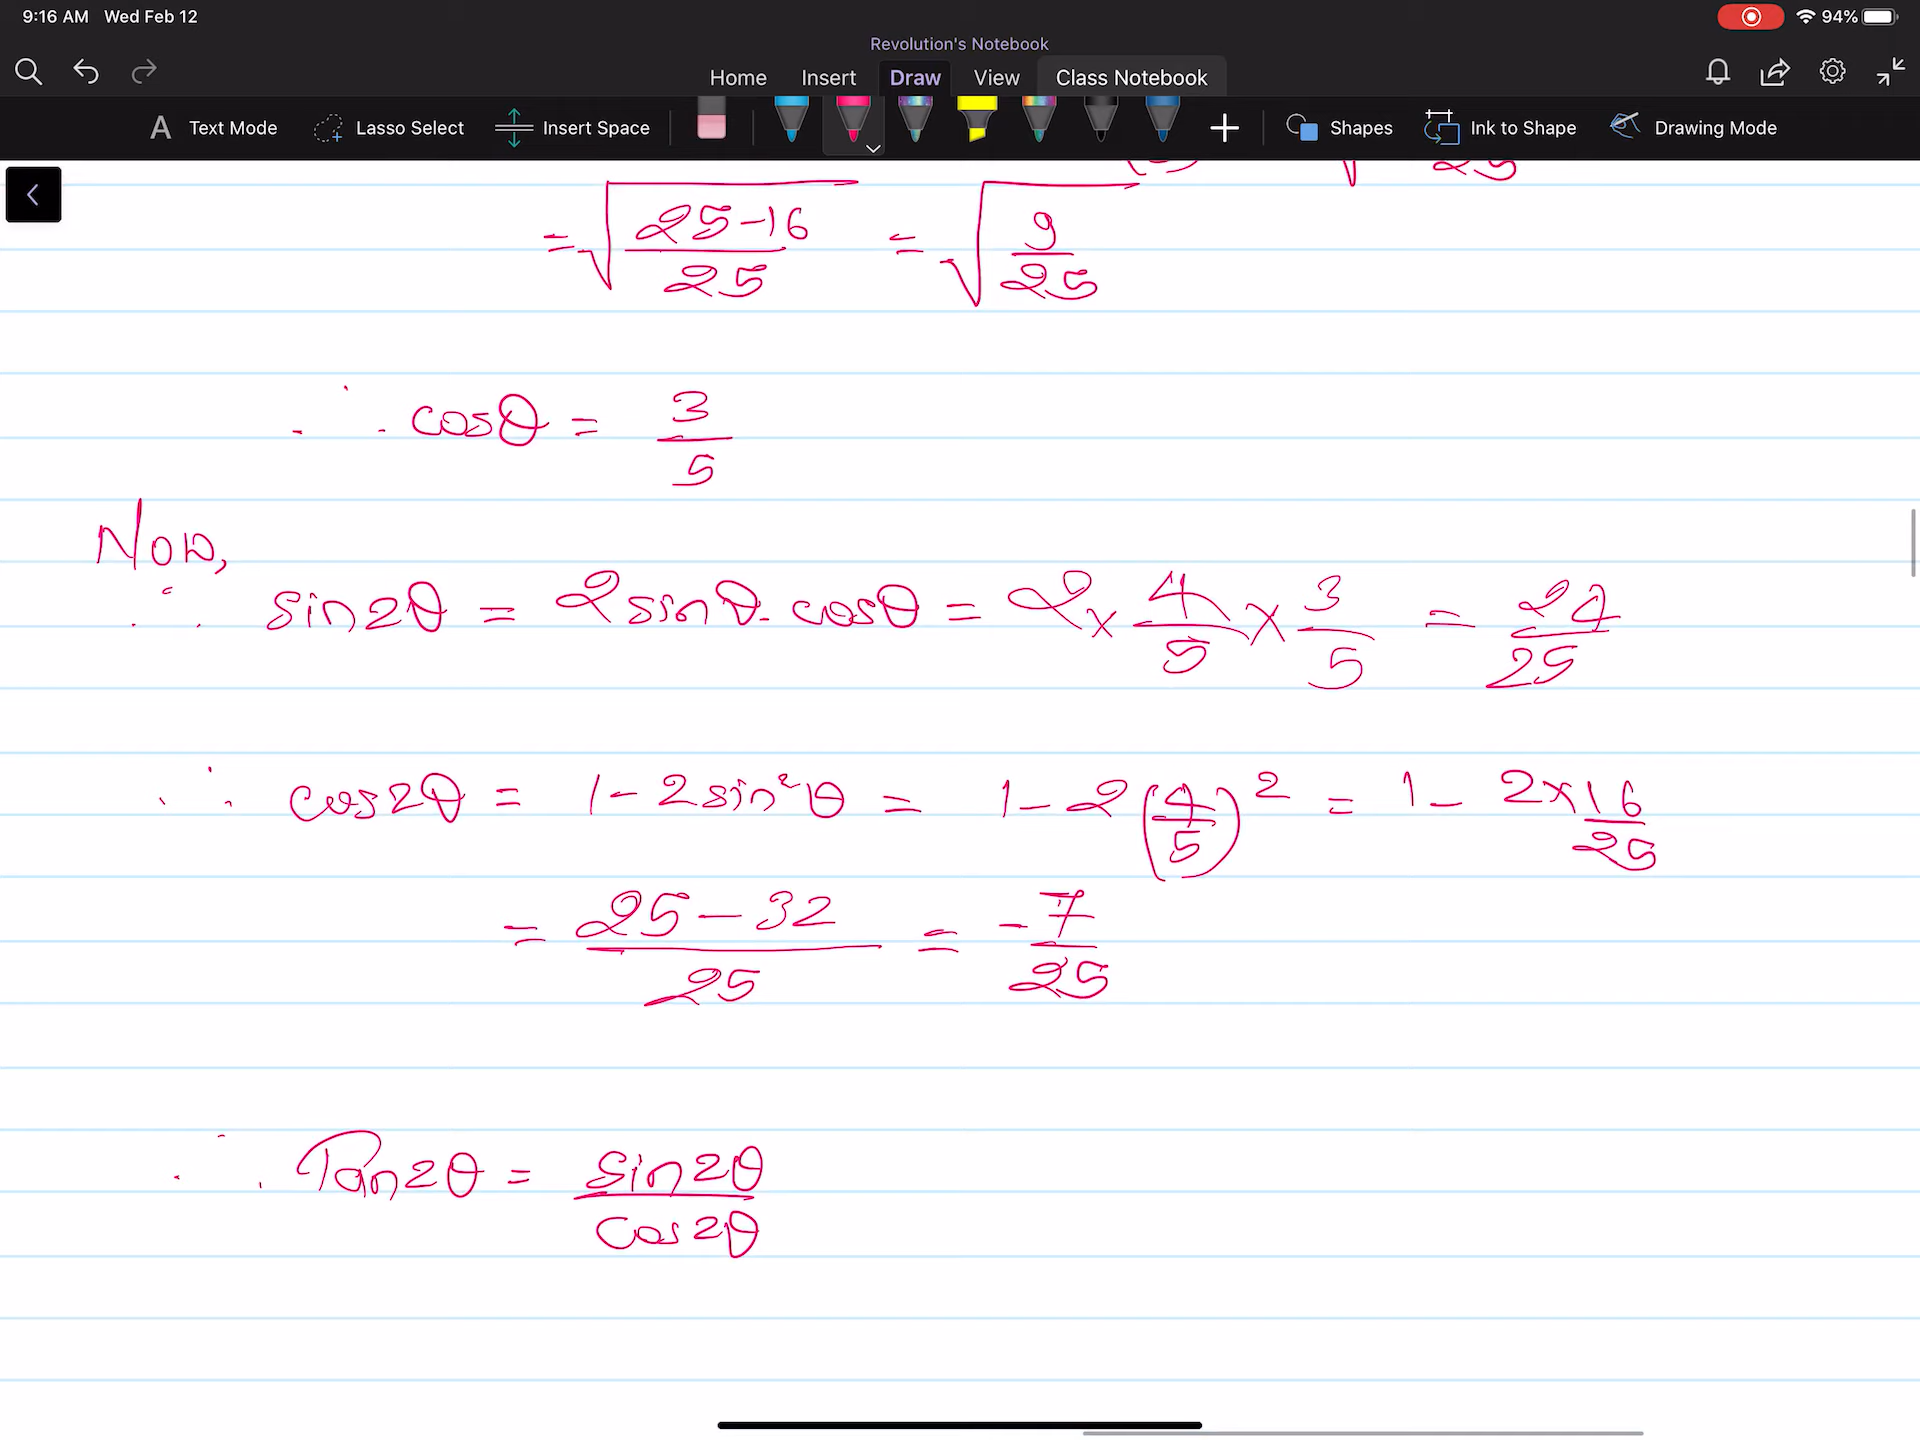 9:16 AM Wed Feb 12 94%
Revolution's Notebook
Home Insert Draw View Class Notebook
Text Mode Lasso Select Insert Space Shapes Ink to Shape Drawing Mode
= √(25-16/25) = √(9/25)
∴ cosθ = 3/5
Now,
∴ sin2θ = 2sinθ. cosθ = 2 × 4/5 × 3/5 = 24/25
∴ cos2θ = 1 - 2sin²θ = 1 - 2(4/5)² = 1 - 2×16/25
= 25-32/25 = -7/25
∴ Tan2θ = sin2θ/cos2θ